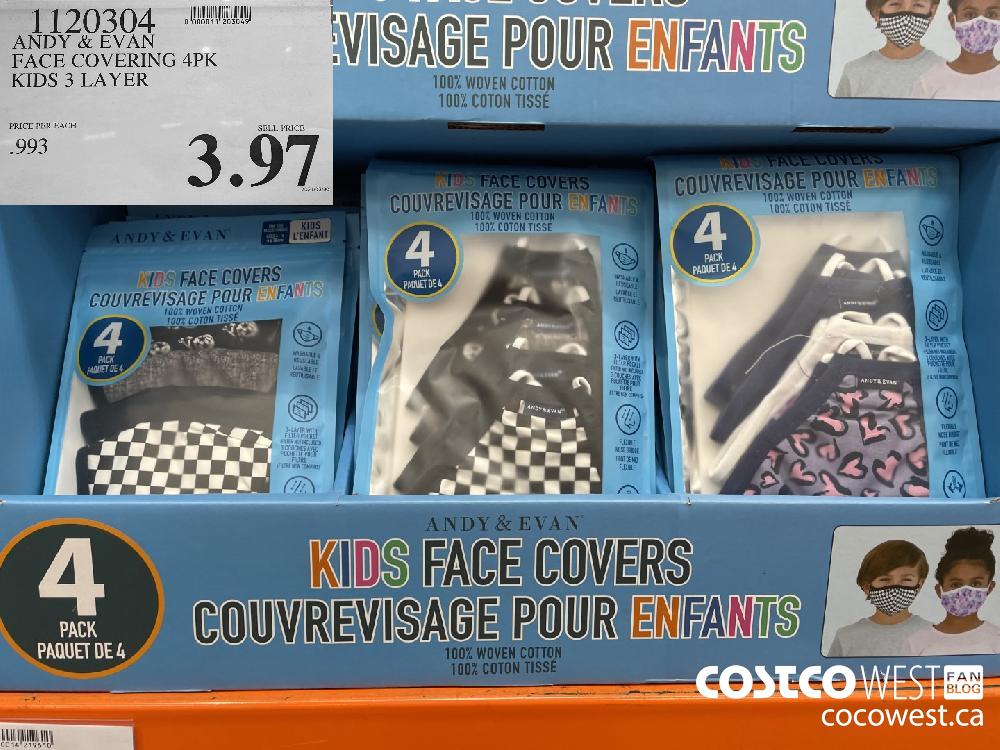 1120304
ANDY & EVAN
FACE COVERING 4PK
KIDS 3 LAYER
PRICE PER EACH
.993
SELL PRICE
3.97
VISAGE POUR ENFANTS
100% WOVEN COTTON
100% COTON TISSÉ
ANDY & EVAN
KIDS
L'ENFANT
KIDS FACE COVERS
COUVREVISAGE POUR ENFANTS
100% WOVEN COTTON
100% COTON TISSÉ
4
PACK
PAQUET DE 4
KIDS FACE COVERS
COUVREVISAGE POUR ENFANTS
100% WOVEN COTTON
100% COTON TISSÉ
4
PACK
PAQUET DE 4
ANDY & EVAN
KIDS FACE COVERS
COUVREVISAGE POUR ENFANTS
100% WOVEN COTTON
100% COTON TISSÉ
4
PACK
PAQUET DE 4
ANDY & EVAN
ANDY & EVAN
KIDS FACE COVERS
COUVREVISAGE POUR ENFANTS
100% WOVEN COTTON
100% COTON TISSÉ
4
PACK
PAQUET DE 4
COSTCO WEST FAN
BLOG
cocowest.ca